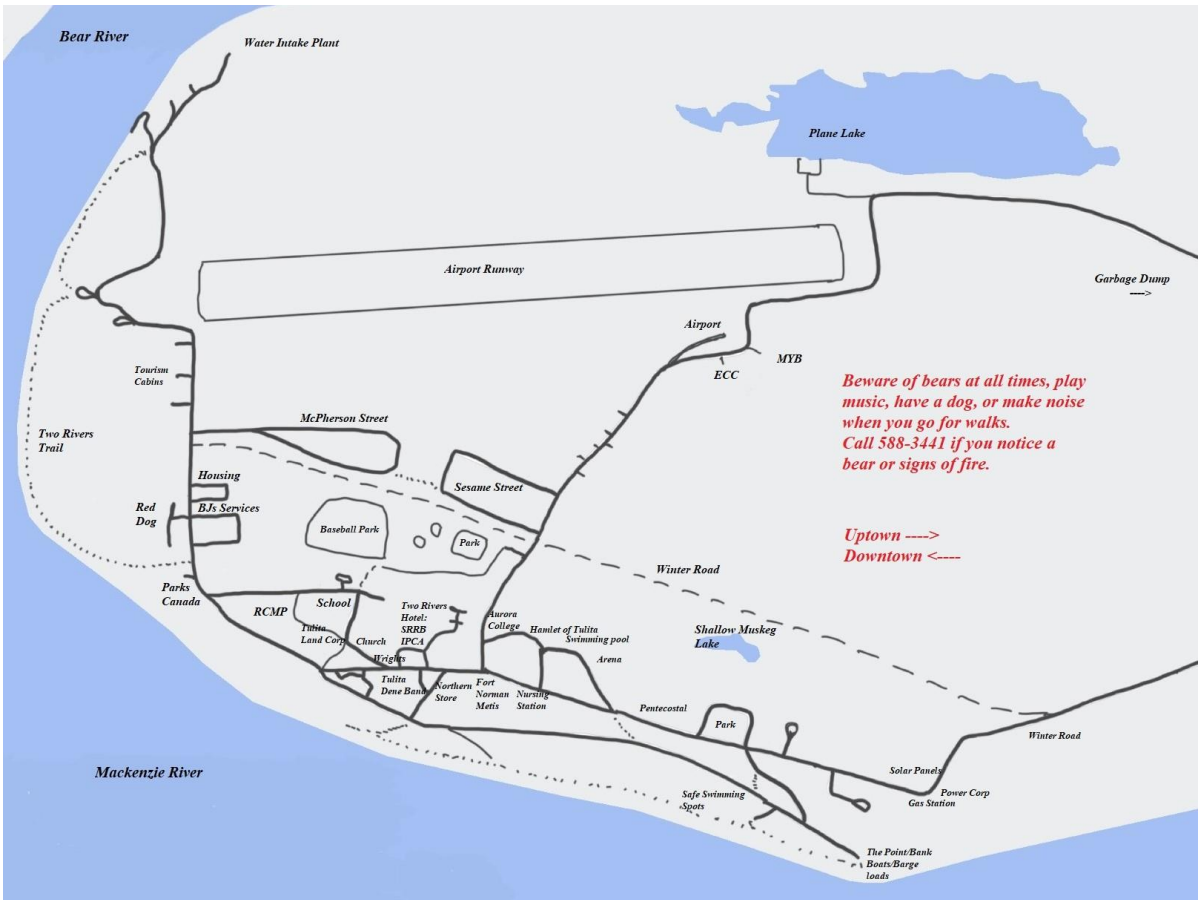 Bear River
Water Intake Plant
Plane Lake
Airport Runway
Garbage Dump
---->
Airport
MYB
ECC
Tourism
Cabins
Beware of bears at all times, play
music, have a dog, or make noise
when you go for walks.
Call 588-3441 if you notice a
bear or signs of fire.
McPherson Street
Two Rivers
Trail
Housing
Sesame Street
Red
Dog
BJs Services
Baseball Park
Park
Uptown ---->
Downtown <----
Winter Road
Parks
Canada
RCMP
School
Two Rivers
Hotel:
SRRB
IPCA
Aurora
College
Tulita
Land Corp
Church
Hamlet of Tulita
Swimming pool
Shallow Muskeg
Lake
Wrights
Arena
Tulita
Dene Band
Northern
Store
Fort
Norman
Metis
Nursing
Station
Pentecostal
Park
Winter Road
Mackenzie River
Solar Panels
Power Corp
Gas Station
Safe Swimming
Spots
The Point/Bank
Boats/Barge
loads